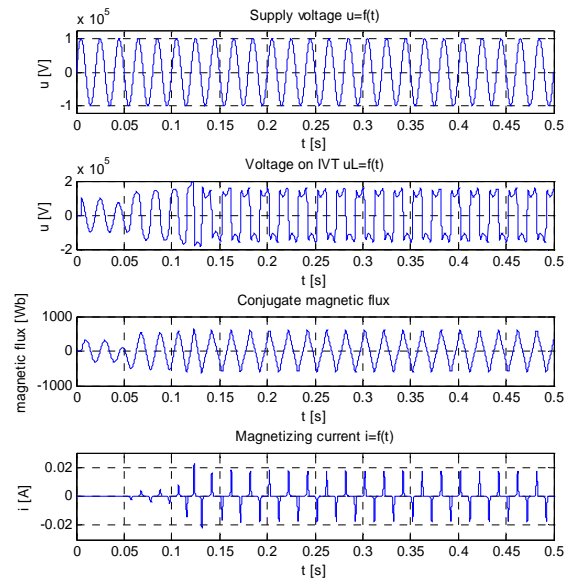 Supply voltage u=f(t)
x 10^5
1
0
-1
u [V]
0 0.05 0.1 0.15 0.2 0.25 0.3 0.35 0.4 0.45 0.5
t [s]
Voltage on IVT uL=f(t)
x 10^5
2
0
-2
u [V]
0 0.05 0.1 0.15 0.2 0.25 0.3 0.35 0.4 0.45 0.5
t [s]
Conjugate magnetic flux
1000
0
-1000
magnetic flux [Wb]
0 0.05 0.1 0.15 0.2 0.25 0.3 0.35 0.4 0.45 0.5
t [s]
Magnetizing current i=f(t)
0.02
0
-0.02
i [A]
0 0.05 0.1 0.15 0.2 0.25 0.3 0.35 0.4 0.45 0.5
t [s]